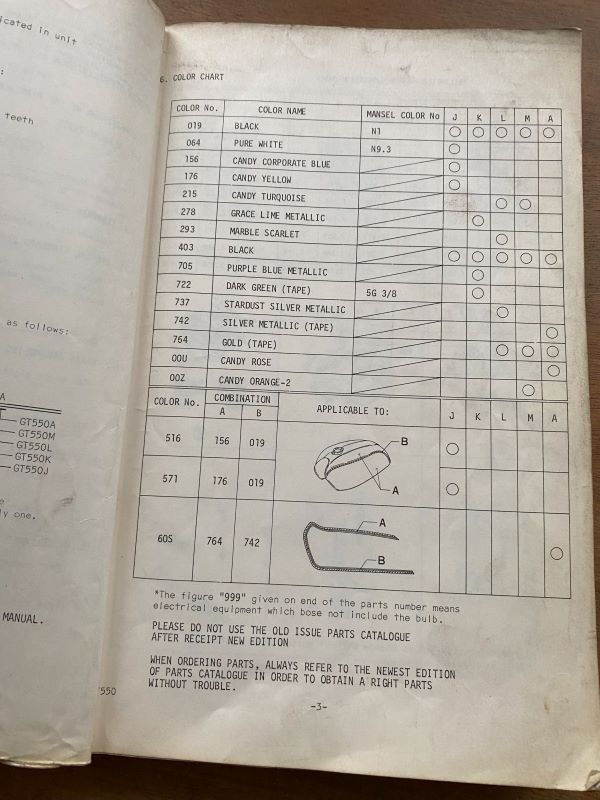 icated in unit
:
teeth
as follows:
A
GT550A
GT550M
GT550L
GT550K
GT550J
ly one.
MANUAL.
550
6. COLOR CHART
COLOR No. COLOR NAME MANSEL COLOR No J K L M A
019 BLACK N1 ○ ○ ○ ○ ○
064 PURE WHITE N9.3 ○
156 CANDY CORPORATE BLUE ○
176 CANDY YELLOW ○
215 CANDY TURQUOISE ○ ○
278 GRACE LIME METALLIC ○
293 MARBLE SCARLET ○
403 BLACK ○ ○ ○ ○ ○
705 PURPLE BLUE METALLIC ○
722 DARK GREEN (TAPE) 5G 3/8 ○
737 STARDUST SILVER METALLIC ○
742 SILVER METALLIC (TAPE) ○
764 GOLD (TAPE) ○ ○ ○
00U CANDY ROSE ○
00Z CANDY ORANGE-2 ○
COLOR No. COMBINATION APPLICABLE TO: J K L M A
A B
516 156 019 ○
B
A
571 176 019 ○
60S 764 742 ○
A
B
*The figure "999" given on end of the parts number means
electrical equipment which bose not include the bulb.
PLEASE DO NOT USE THE OLD ISSUE PARTS CATALOGUE
AFTER RECEIPT NEW EDITION
WHEN ORDERING PARTS, ALWAYS REFER TO THE NEWEST EDITION
OF PARTS CATALOGUE IN ORDER TO OBTAIN A RIGHT PARTS
WITHOUT TROUBLE.
-3-